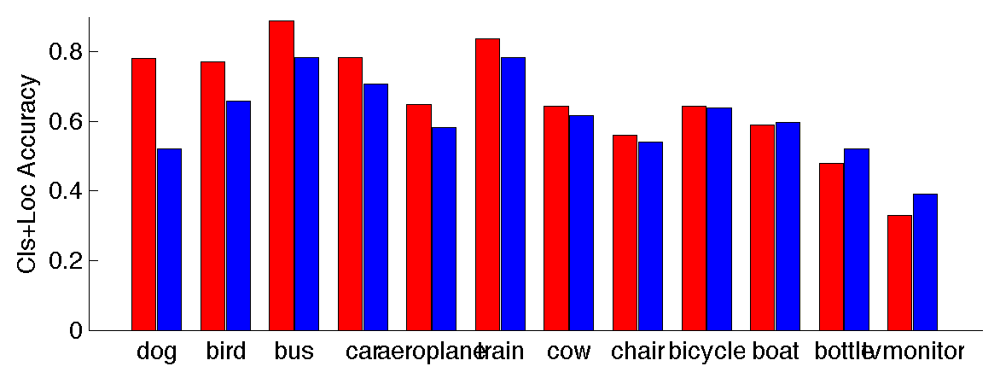 Cls+Loc Accuracy
0.8
0.6
0.4
0.2
0
dog bird bus car aeroplane train cow chair bicycle boat bottle tvmonitor